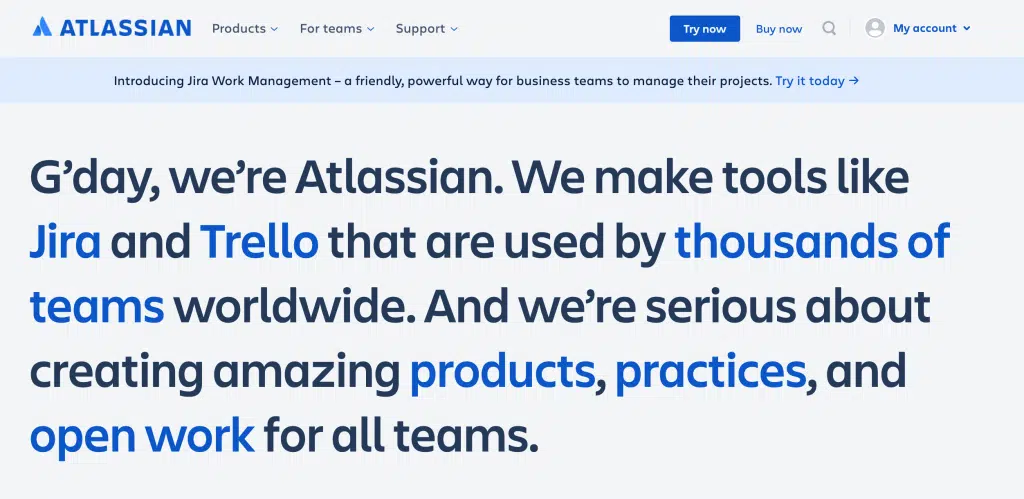 ATLASSIAN Products For teams Support Try now Buy now My account
Introducing Jira Work Management – a friendly, powerful way for business teams to manage their projects. Try it today →
G’day, we’re Atlassian. We make tools like
Jira and Trello that are used by thousands of
teams worldwide. And we’re serious about
creating amazing products, practices, and
open work for all teams.